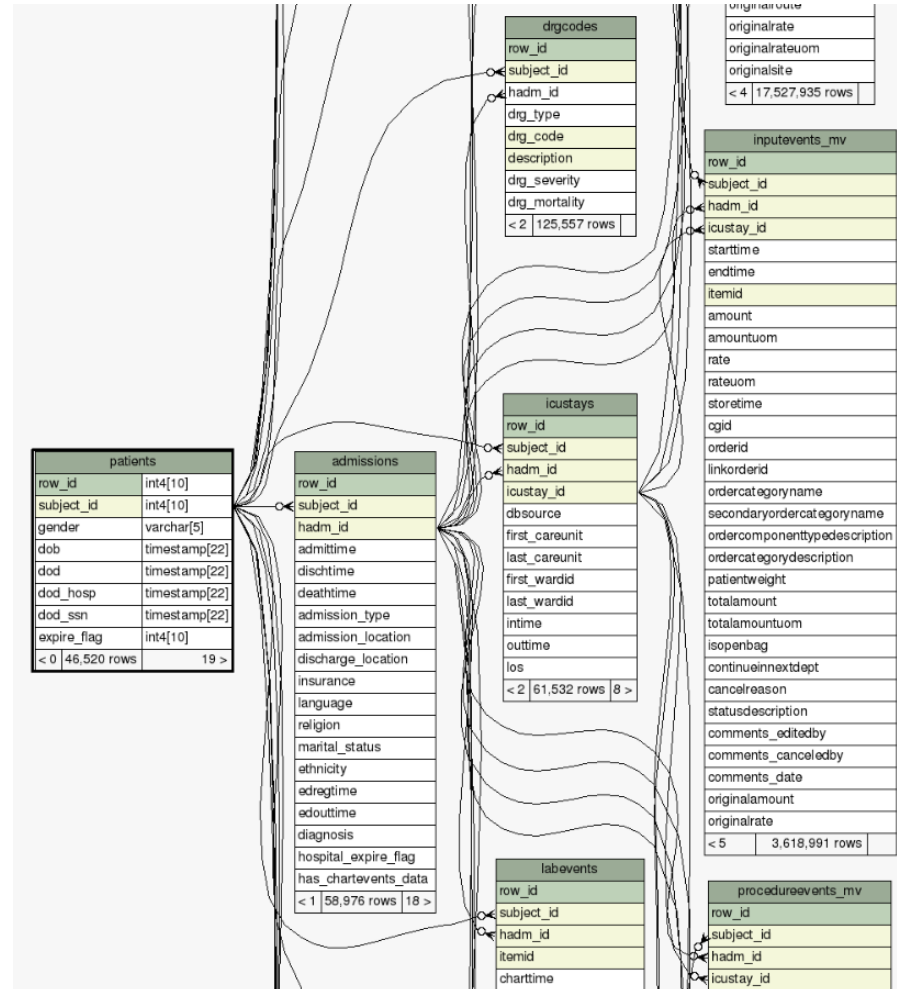 drgcodes
row_id
subject_id
hadm_id
drg_type
drg_code
description
drg_severity
drg_mortality
< 2 125,557 rows
originalroute
originalrate
originalrateuom
originalsite
< 4 17,527,935 rows
inputevents_mv
row_id
subject_id
hadm_id
icustay_id
starttime
endtime
itemid
amount
amountuom
rate
rateuom
storetime
cgid
orderid
linkorderid
ordercategoryname
secondaryordercategoryname
ordercomponenttypedescription
ordercategorydescription
patientweight
totalamount
totalamountuom
isopenbag
continueinnextdept
cancelreason
statusdescription
comments_editedby
comments_canceledby
comments_date
originalamount
originalrate
< 5 3,618,991 rows
patients
row_id int4[10]
subject_id int4[10]
gender varchar[5]
dob timestamp[22]
dod timestamp[22]
dod_hosp timestamp[22]
dod_ssn timestamp[22]
expire_flag int4[10]
< 0 46,520 rows 19 >
admissions
row_id
subject_id
hadm_id
admittime
dischtime
deathtime
admission_type
admission_location
discharge_location
insurance
language
religion
marital_status
ethnicity
edregtime
edouttime
diagnosis
hospital_expire_flag
has_chartevents_data
< 1 58,976 rows 18 >
icustays
row_id
subject_id
hadm_id
icustay_id
dbsource
first_careunit
last_careunit
first_wardid
last_wardid
intime
outtime
los
< 2 61,532 rows 8 >
labevents
row_id
subject_id
hadm_id
itemid
charttime
procedureevents_mv
row_id
subject_id
hadm_id
icustay_id